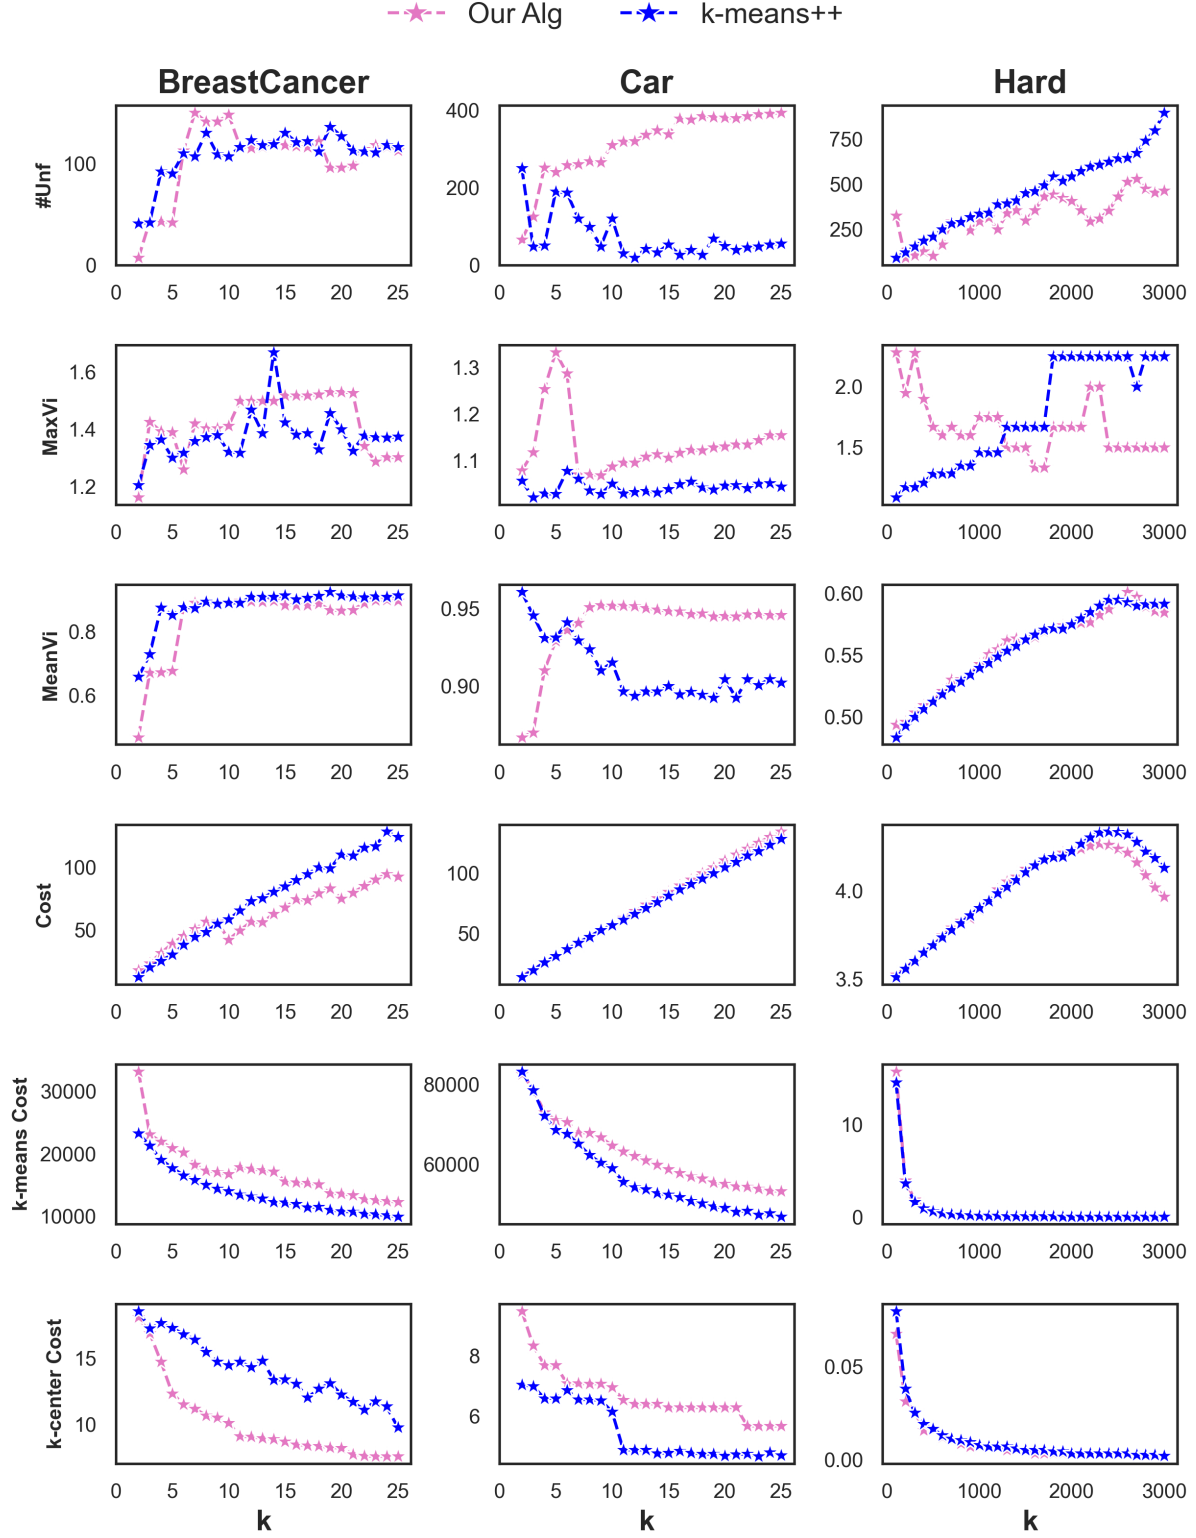 Our Alg k-means++
BreastCancer Car Hard
#Unf
100
0
0 5 10 15 20 25
400
200
0
0 5 10 15 20 25
750
500
250
0 1000 2000 3000
MaxVi
1.6
1.4
1.2
0 5 10 15 20 25
1.3
1.2
1.1
0 5 10 15 20 25
2.0
1.5
0 1000 2000 3000
MeanVi
0.8
0.6
0 5 10 15 20 25
0.95
0.90
0 5 10 15 20 25
0.60
0.55
0.50
0 1000 2000 3000
Cost
100
50
0 5 10 15 20 25
100
50
0 5 10 15 20 25
4.0
3.5
0 1000 2000 3000
k-means Cost
30000
20000
10000
0 5 10 15 20 25
80000
60000
0 5 10 15 20 25
10
0
0 1000 2000 3000
k-center Cost
15
10
0 5 10 15 20 25
k
8
6
0 5 10 15 20 25
k
0.05
0.00
0 1000 2000 3000
k